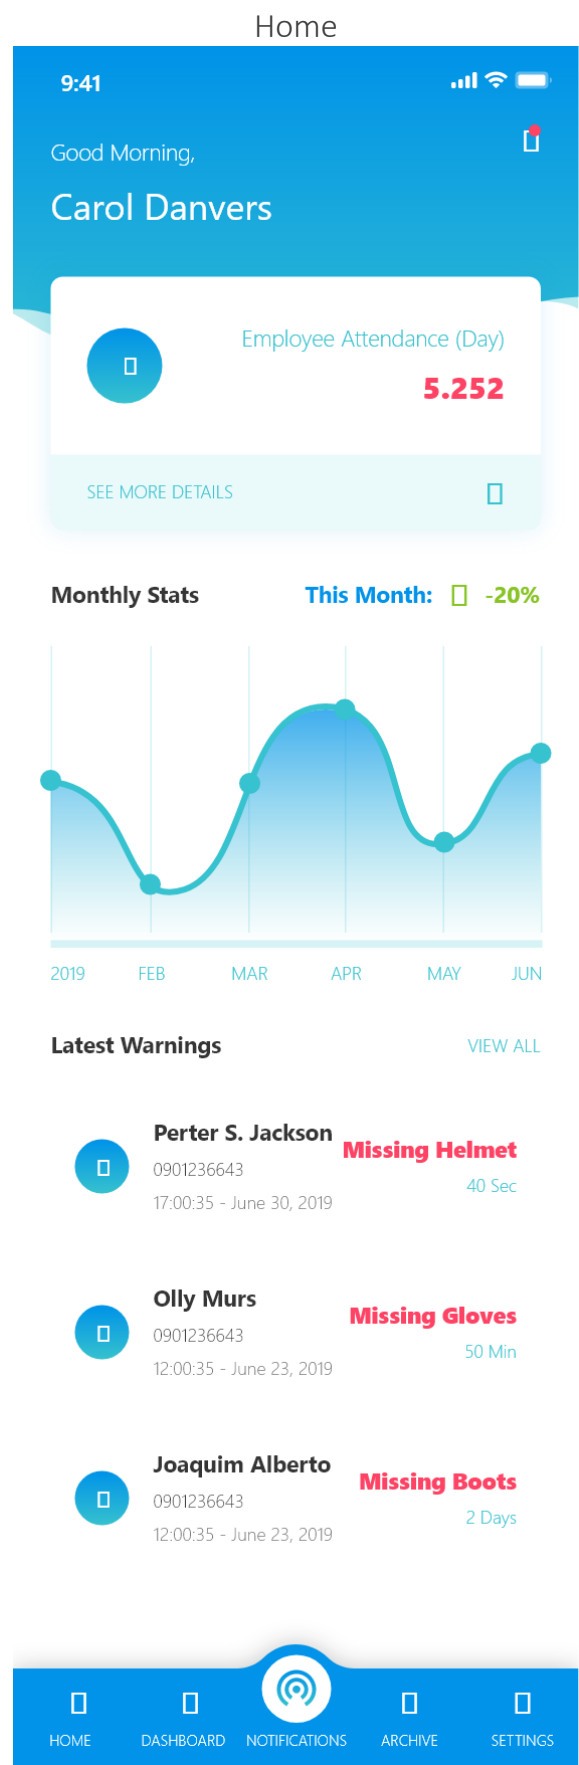 Home
9:41
Good Morning,
Carol Danvers
Employee Attendance (Day)
5.252
SEE MORE DETAILS
Monthly Stats This Month: -20%
2019 FEB MAR APR MAY JUN
Latest Warnings VIEW ALL
Perter S. Jackson
Missing Helmet
0901236643
40 Sec
17:00:35 - June 30, 2019
Olly Murs
Missing Gloves
0901236643
50 Min
12:00:35 - June 23, 2019
Joaquim Alberto
Missing Boots
0901236643
2 Days
12:00:35 - June 23, 2019
HOME DASHBOARD NOTIFICATIONS ARCHIVE SETTINGS